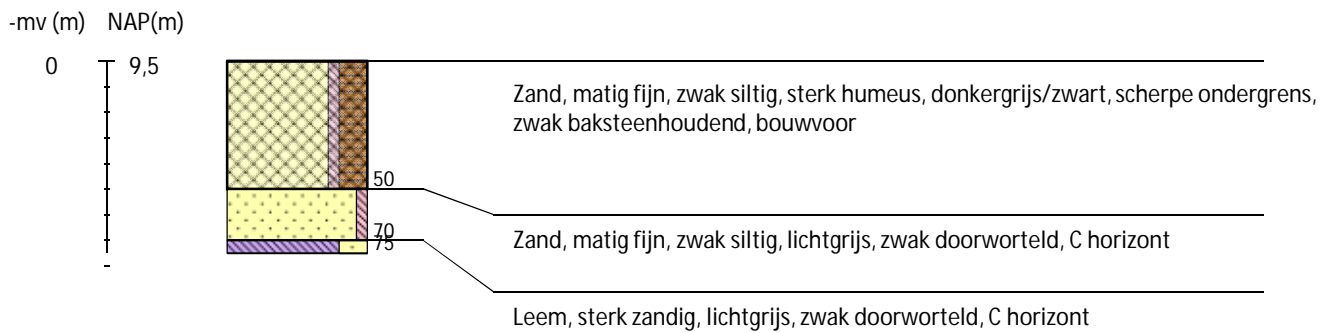 -mv (m) NAP(m)
0 9,5
Zand, matig fijn, zwak siltig, sterk humeus, donkergrijs/zwart, scherpe ondergrens,
zwak baksteenhoudend, bouwvoor
50
Zand, matig fijn, zwak siltig, lichtgrijs, zwak doorworteld, C horizont
70
75
Leem, sterk zandig, lichtgrijs, zwak doorworteld, C horizont